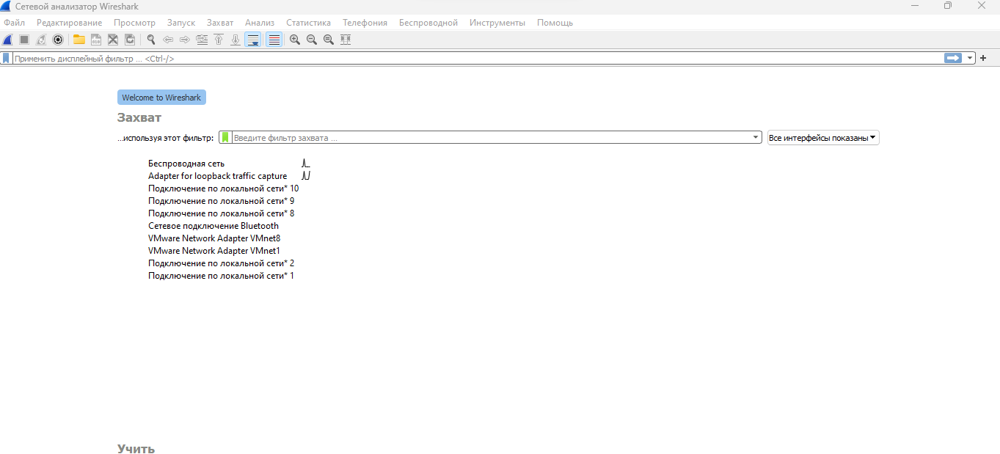 Сетевой анализатор Wireshark
Файл Редактирование Просмотр Запуск Захват Анализ Статистика Телефония Беспроводной Инструменты Помощь
Применить дисплейный фильтр ... <Ctrl-/>
Welcome to Wireshark
Захват
...используя этот фильтр: Введите фильтр захвата ... Все интерфейсы показаны
Беспроводная сеть
Adapter for loopback traffic capture
Подключение по локальной сети* 10
Подключение по локальной сети* 9
Подключение по локальной сети* 8
Сетевое подключение Bluetooth
VMware Network Adapter VMnet8
VMware Network Adapter VMnet1
Подключение по локальной сети* 2
Подключение по локальной сети* 1
Учить